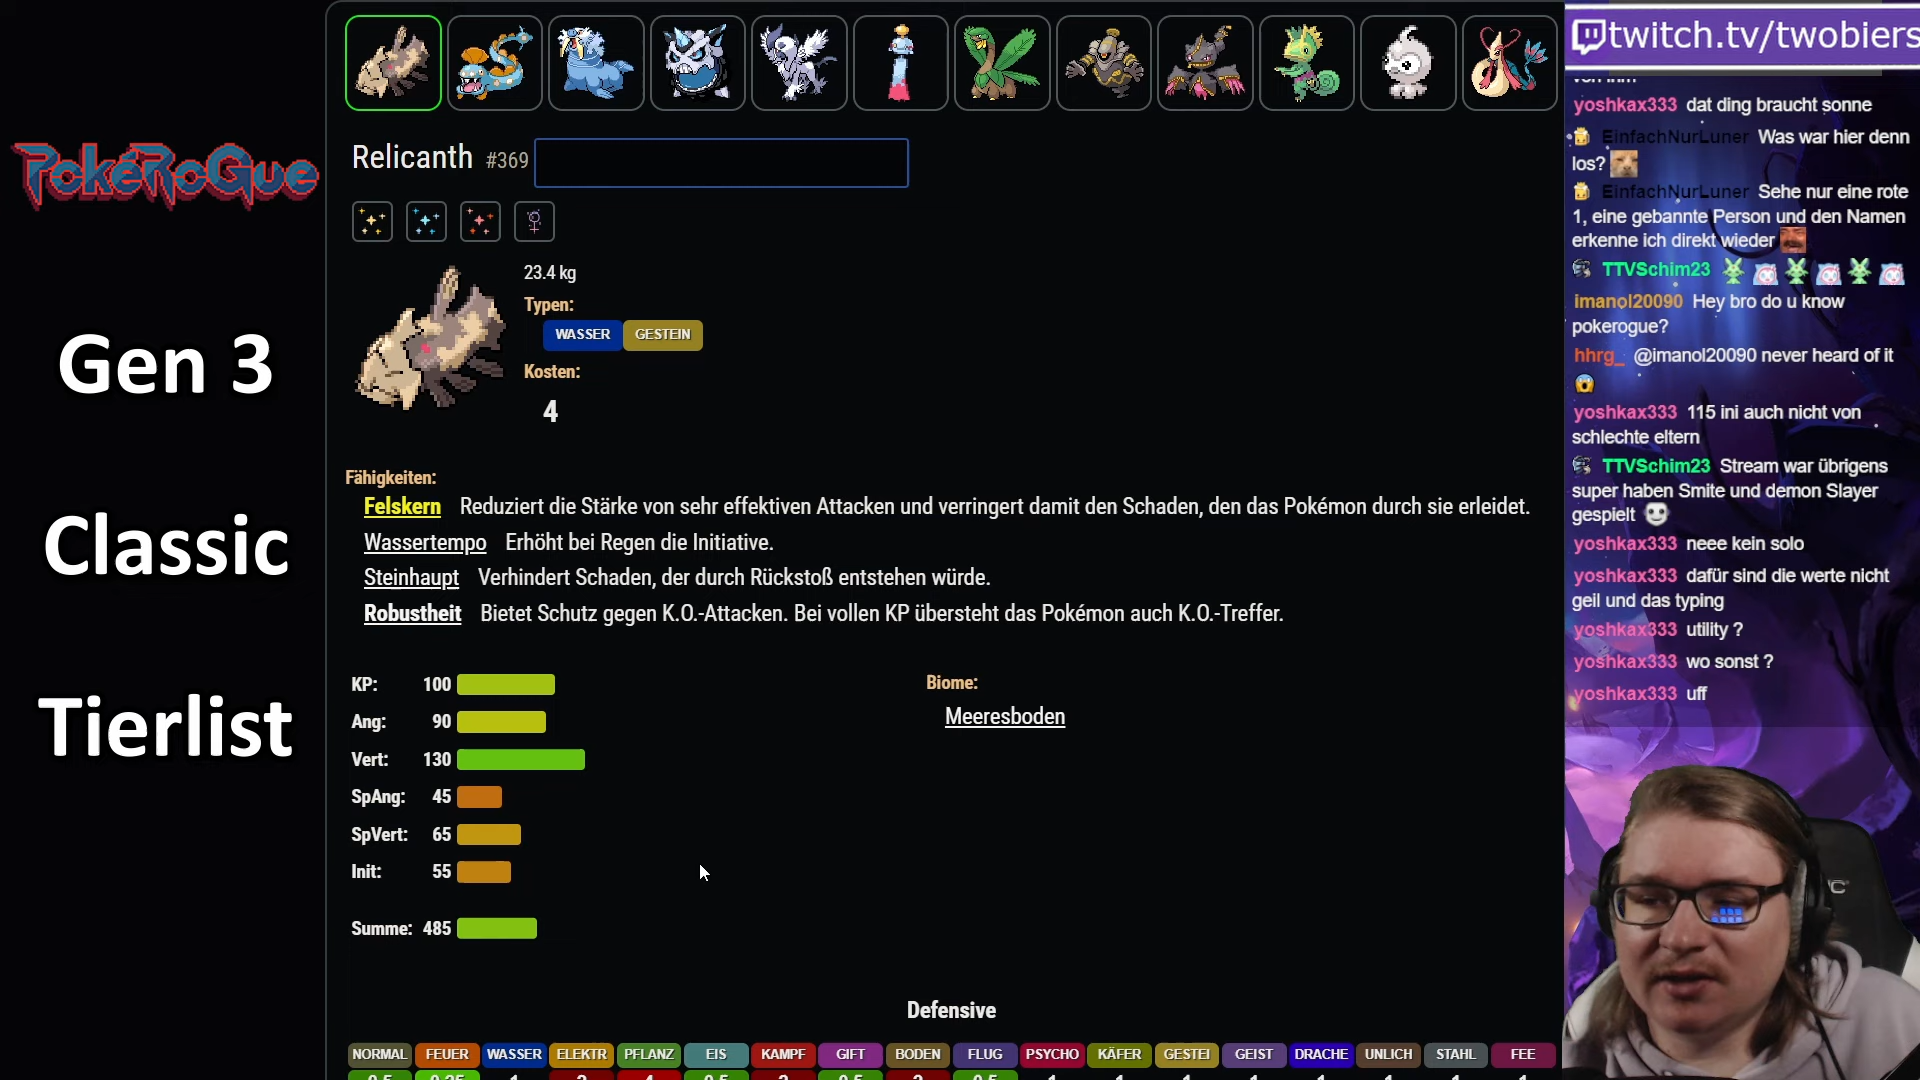 PokéRogue
Gen 3
Classic
Tierlist
Relicanth #369
23.4 kg
Typen:
WASSER GESTEIN
Kosten:
4
Fähigkeiten:
Felskern Reduziert die Stärke von sehr effektiven Attacken und verringert damit den Schaden, den das Pokémon durch sie erleidet.
Wassertempo Erhöht bei Regen die Initiative.
Steinhaupt Verhindert Schaden, der durch Rückstoß entstehen würde.
Robustheit Bietet Schutz gegen K.O.-Attacken. Bei vollen KP übersteht das Pokémon auch K.O.-Treffer.
KP: 100
Ang: 90
Vert: 130
SpAng: 45
SpVert: 65
Init: 55
Summe: 485
Biome:
Meeresboden
Defensive
NORMAL FEUER WASSER ELEKTR PFLANZ EIS KAMPF GIFT BODEN FLUG PSYCHO KÄFER GESTEI GEIST DRACHE UNLICH STAHL FEE
twitch.tv/twobiers
yoshkax333 dat ding braucht sonne
EinfachNurLuner Was war hier denn
los?
EinfachNurLuner Sehe nur eine rote
1, eine gebannte Person und den Namen
erkenne ich direkt wieder
TTVSchim23
imanol20090 Hey bro do u know
pokerogue?
hhrg_ @imanol20090 never heard of it
yoshkax333 115 ini auch nicht von
schlechte eltern
TTVSchim23 Stream war übrigens
super haben Smite und demon Slayer
gespielt
yoshkax333 neee kein solo
yoshkax333 dafür sind die werte nicht
geil und das typing
yoshkax333 utility ?
yoshkax333 wo sonst ?
yoshkax333 uff